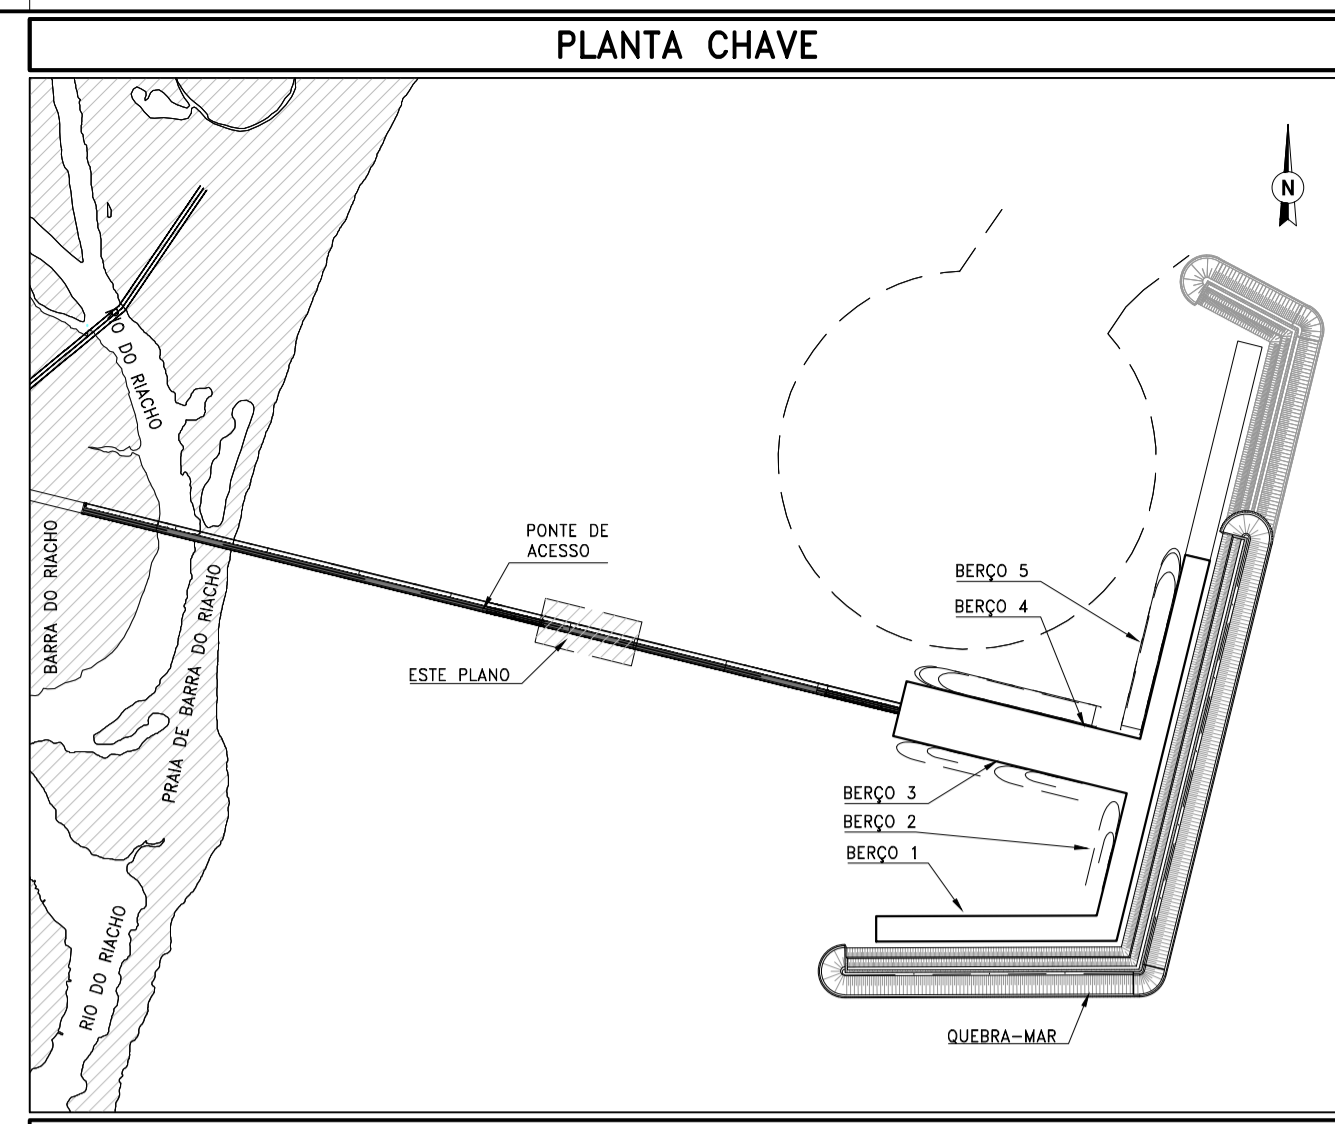 PLANTA CHAVE
N
DO RIACHO
PONTE DE
ACESSO
BARRA DO RIACHO
PRAIA DE BARRA DO RIACHO
ESTE PLANO
BERÇO 5
BERÇO 4
BERÇO 3
BERÇO 2
BERÇO 1
RIO DO RIACHO
QUEBRA-MAR